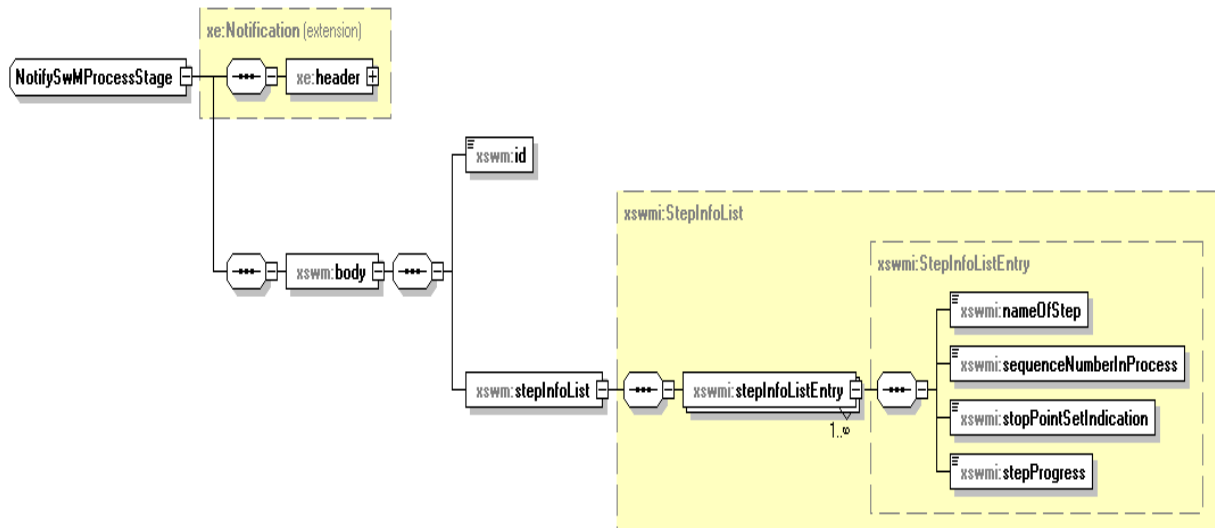 xe:Notification (extension)
NotifySwMProcessStage
xe:header
xswm:id
xswmi:StepInfoList
xswmi:StepInfoListEntry
xswm:body
xswmi:nameOfStep
xswmi:sequenceNumberInProcess
xswm:stepInfoList
xswmi:stepInfoListEntry
1..∞
xswmi:stopPointSetIndication
xswmi:stepProgress